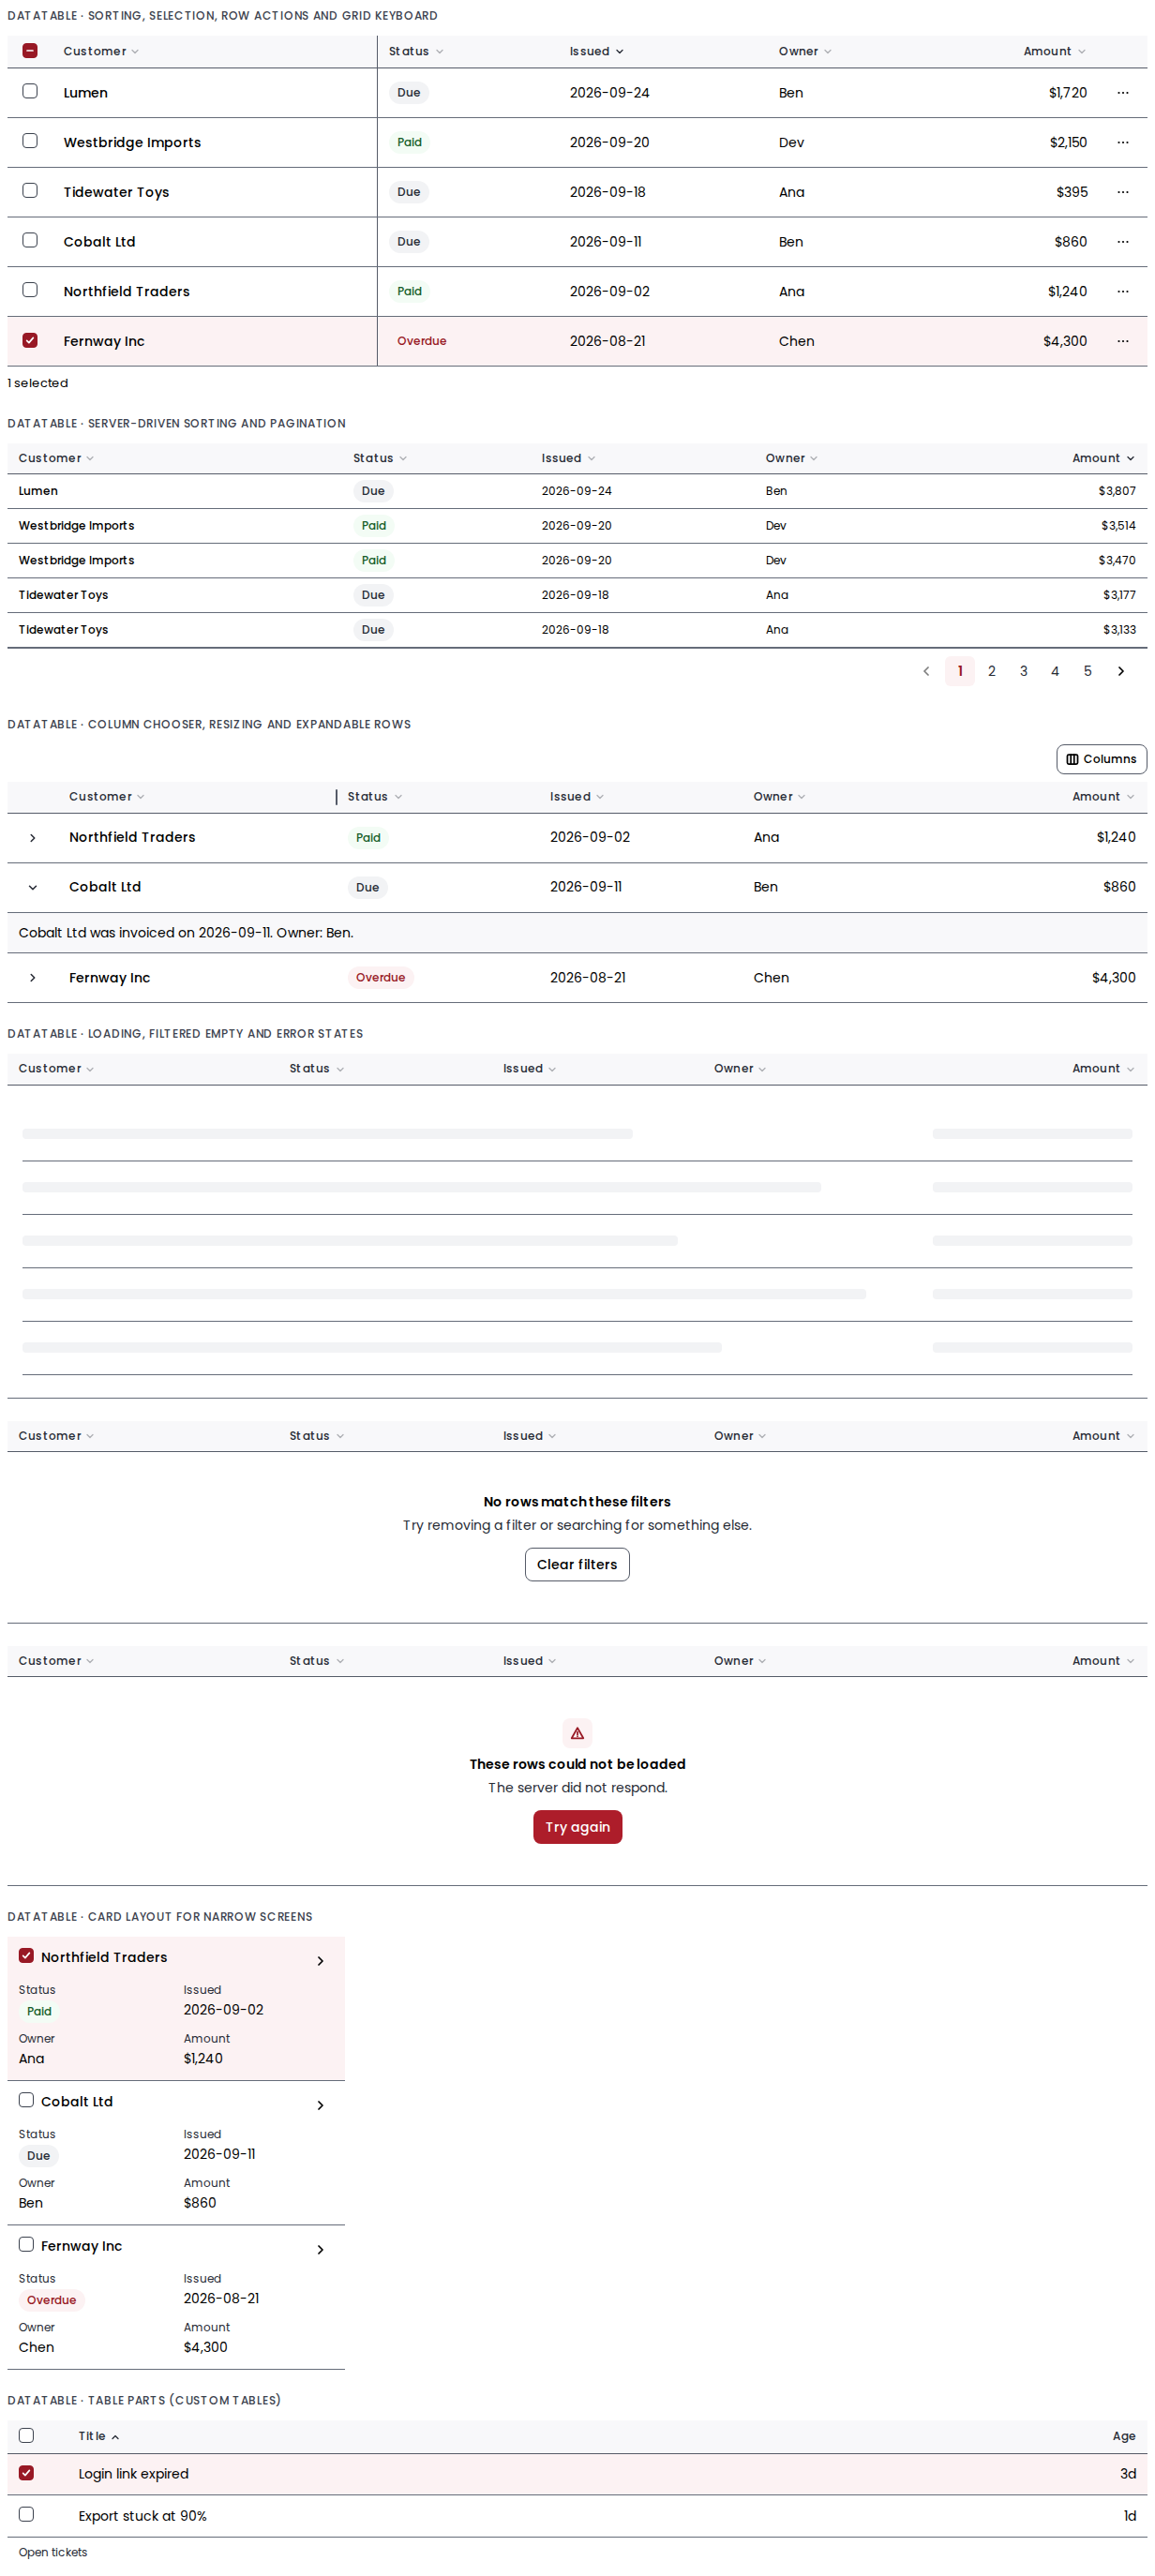 DATATABLE · SORTING, SELECTION, ROW ACTIONS AND GRID KEYBOARD
Customer Status Issued Owner Amount
Lumen Due 2026-09-24 Ben $1,720
Westbridge Imports Paid 2026-09-20 Dev $2,150
Tidewater Toys Due 2026-09-18 Ana $395
Cobalt Ltd Due 2026-09-11 Ben $860
Northfield Traders Paid 2026-09-02 Ana $1,240
Fernway Inc Overdue 2026-08-21 Chen $4,300
1 selected
DATATABLE · SERVER-DRIVEN SORTING AND PAGINATION
Customer Status Issued Owner Amount
Lumen Due 2026-09-24 Ben $3,807
Westbridge Imports Paid 2026-09-20 Dev $3,514
Westbridge Imports Paid 2026-09-20 Dev $3,470
Tidewater Toys Due 2026-09-18 Ana $3,177
Tidewater Toys Due 2026-09-18 Ana $3,133
1 2 3 4 5
DATATABLE · COLUMN CHOOSER, RESIZING AND EXPANDABLE ROWS
Columns
Customer Status Issued Owner Amount
Northfield Traders Paid 2026-09-02 Ana $1,240
Cobalt Ltd Due 2026-09-11 Ben $860
Cobalt Ltd was invoiced on 2026-09-11. Owner: Ben.
Fernway Inc Overdue 2026-08-21 Chen $4,300
DATATABLE · LOADING, FILTERED EMPTY AND ERROR STATES
Customer Status Issued Owner Amount
Customer Status Issued Owner Amount
No rows match these filters
Try removing a filter or searching for something else.
Clear filters
Customer Status Issued Owner Amount
These rows could not be loaded
The server did not respond.
Try again
DATATABLE · CARD LAYOUT FOR NARROW SCREENS
Northfield Traders
Status Issued
Paid 2026-09-02
Owner Amount
Ana $1,240
Cobalt Ltd
Status Issued
Due 2026-09-11
Owner Amount
Ben $860
Fernway Inc
Status Issued
Overdue 2026-08-21
Owner Amount
Chen $4,300
DATATABLE · TABLE PARTS (CUSTOM TABLES)
Title Age
Login link expired 3d
Export stuck at 90% 1d
Open tickets